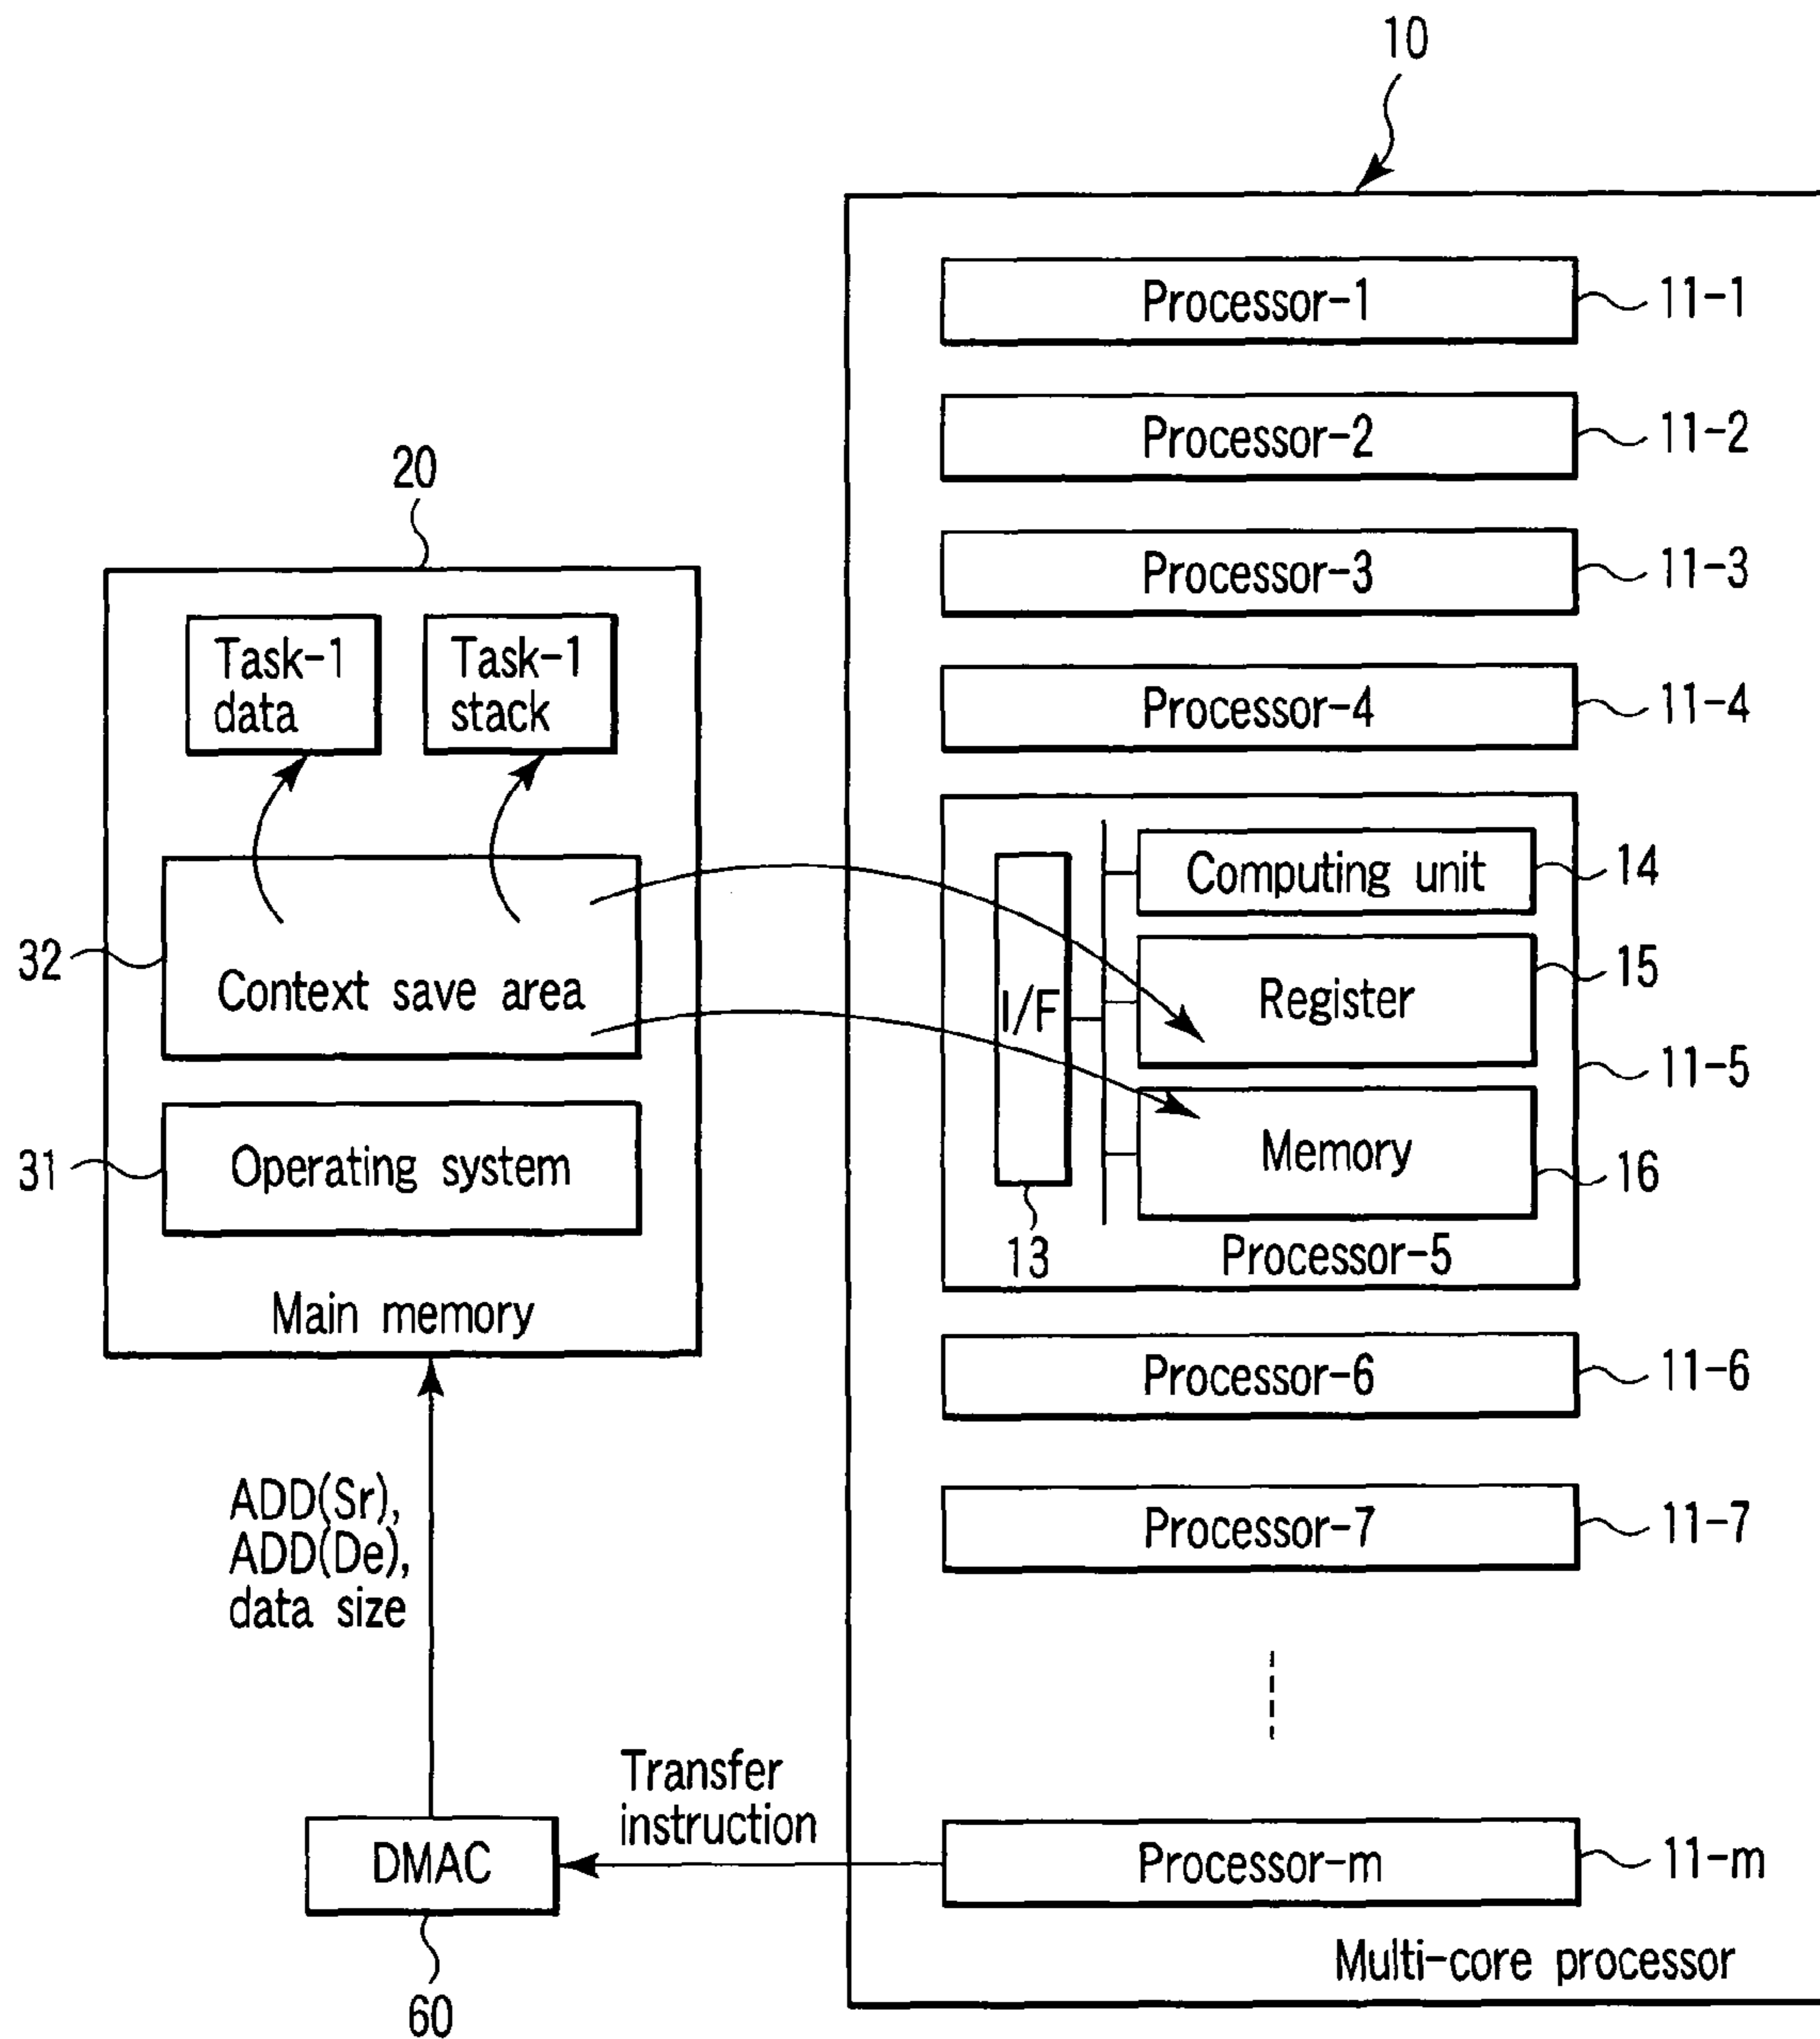 10
Processor-1
11-1
Processor-2
11-2
20
Processor-3
11-3
Task-1
data
Task-1
stack
Processor-4
11-4
Computing unit
14
32
Context save area
I/F
Register
15
11-5
31
Operating system
Memory
16
13
Processor-5
Main memory
Processor-6
11-6
ADD(Sr),
ADD(De),
data size
Processor-7
11-7
Transfer
instruction
DMAC
Processor-m
11-m
60
Multi-core processor